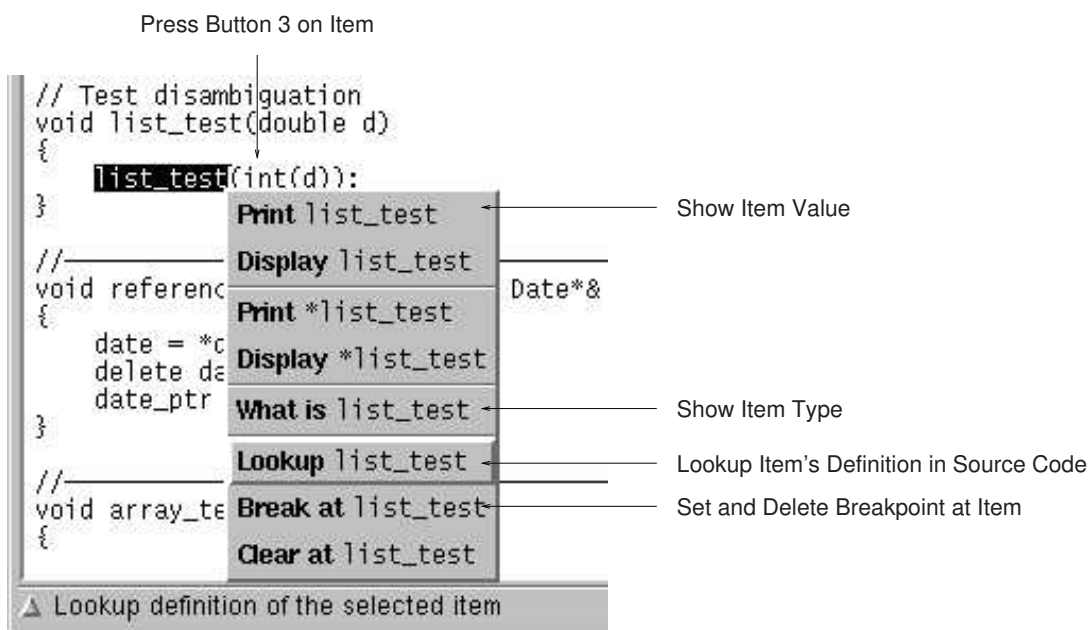 Press Button 3 on Item
// Test disambiguation
void list_test(double d)
{
list_test(int(d));
}
Print list_test
Show Item Value
Display list_test
//
void referenc
Date*&
{
Print *list_test
date = *
Display *list_test
delete da
date_ptr
What is list_test
Show Item Type
}
Lookup list_test
Lookup Item's Definition in Source Code
//
void array_te
Break at list_test
Set and Delete Breakpoint at Item
{
Clear at list_test
Lookup definition of the selected item